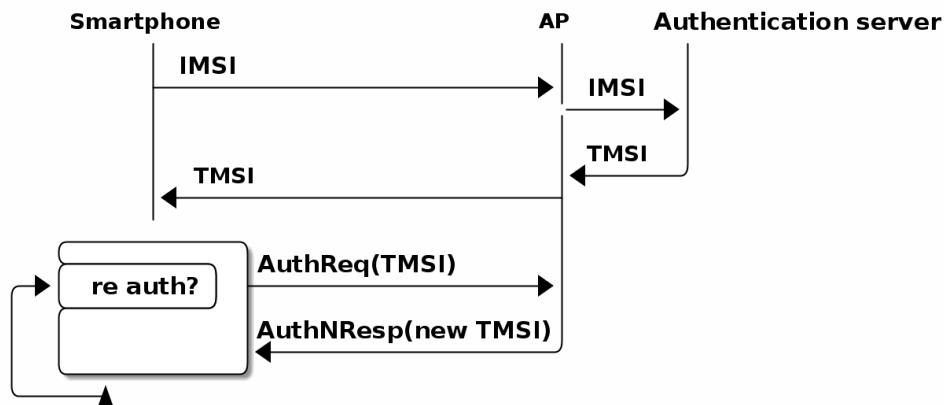 Smartphone AP Authentication server
IMSI
IMSI
TMSI
TMSI
AuthReq(TMSI)
re auth?
AuthNResp(new TMSI)